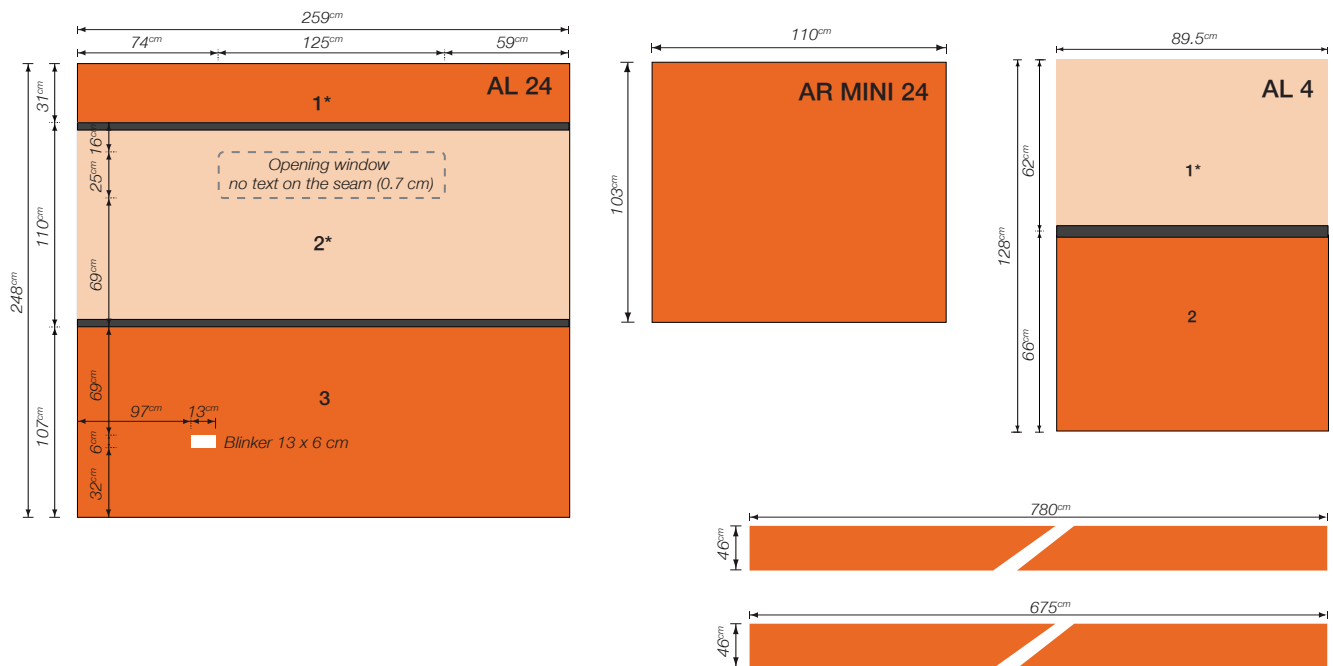 259cm
74cm
125cm
59cm
AL 24
31cm
1*
16cm
25cm
Opening window
no text on the seam (0.7 cm)
110cm
2*
69cm
248cm
69cm
3
97cm
13cm
107cm
6cm
Blinker 13 x 6 cm
32cm
110cm
AR MINI 24
103cm
89.5cm
AL 4
62cm
1*
128cm
2
66cm
780cm
46cm
675cm
46cm